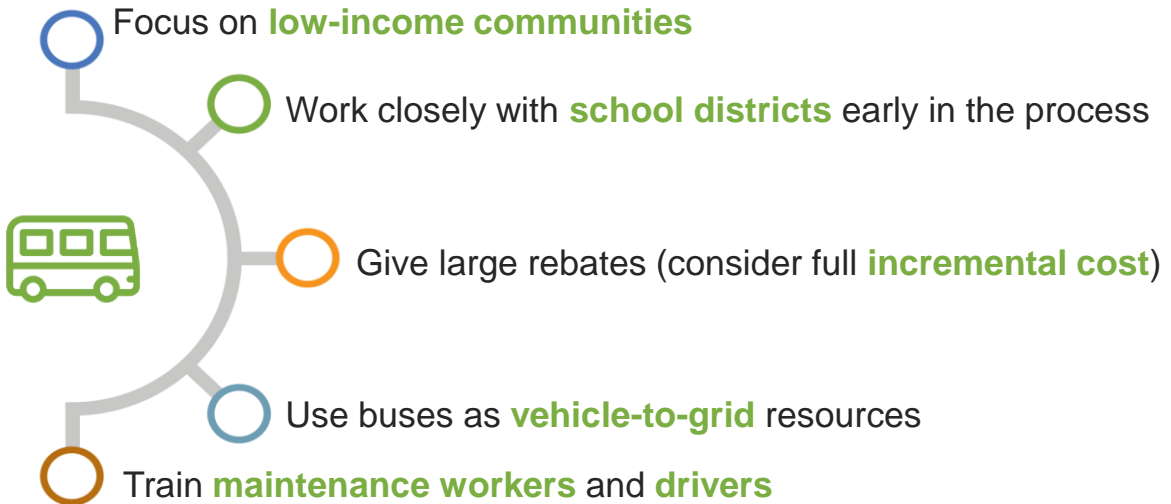 Focus on low-income communities
Work closely with school districts early in the process
Give large rebates (consider full incremental cost)
Use buses as vehicle-to-grid resources
Train maintenance workers and drivers